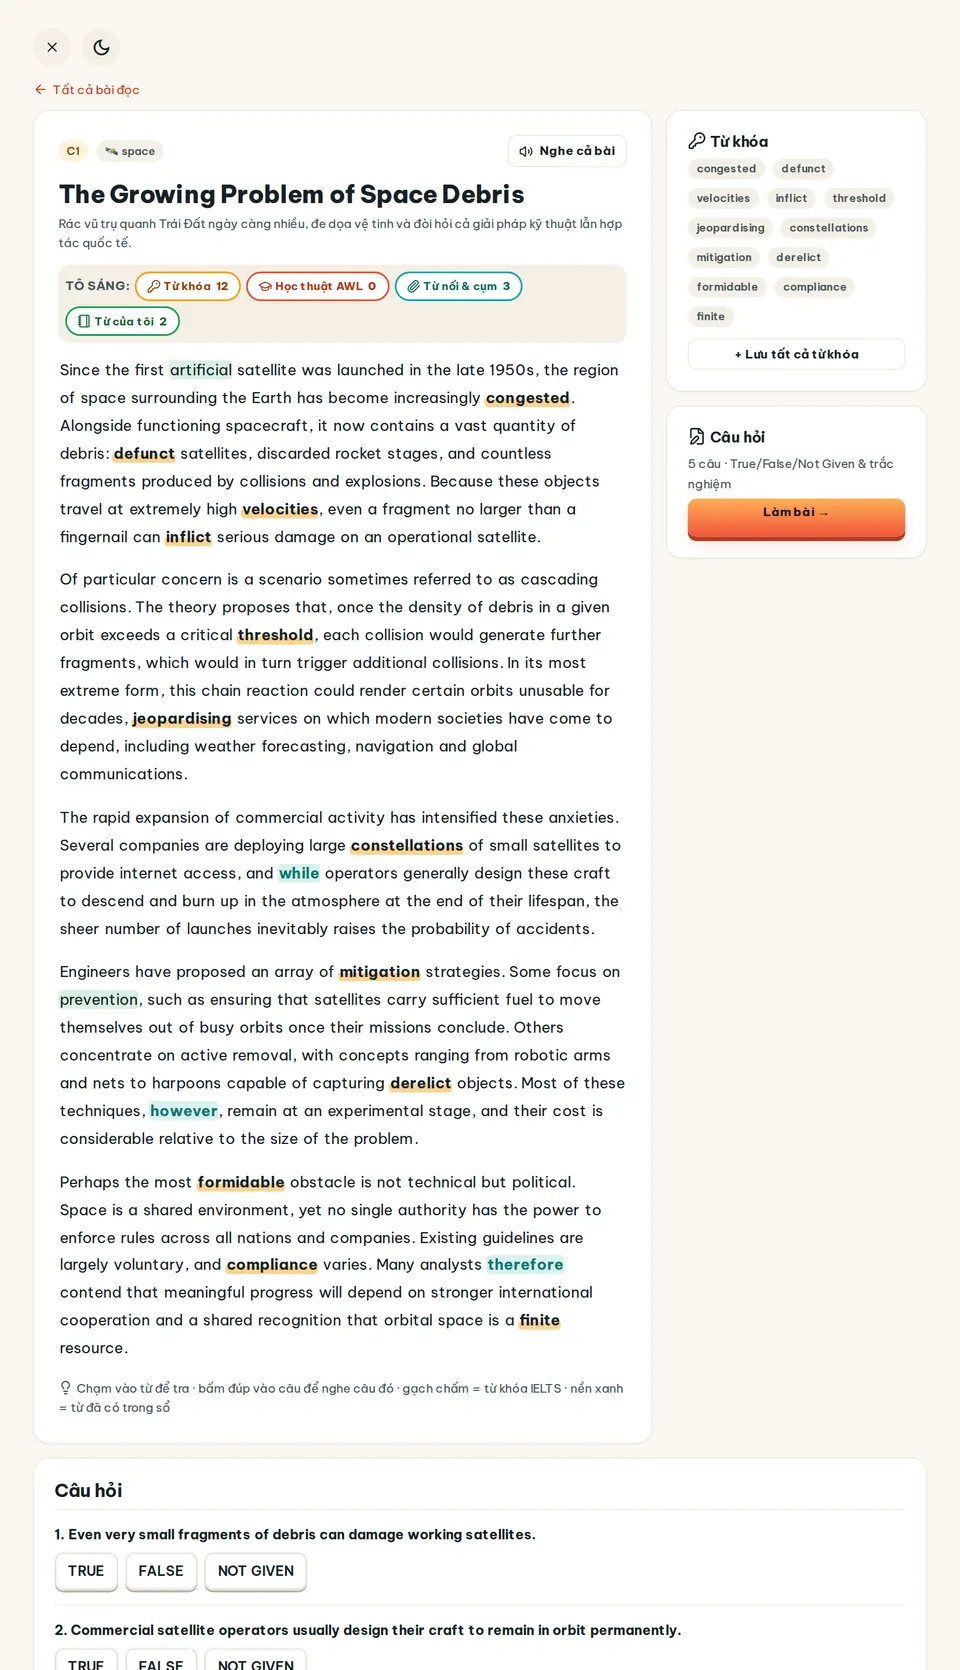 ← Tất cả bài đọc
C1 space
Nghe cả bài
The Growing Problem of Space Debris
Rác vũ trụ quanh Trái Đất ngày càng nhiều, đe dọa vệ tinh và đòi hỏi cả giải pháp kỹ thuật lẫn hợp
tác quốc tế.
TÔ SÁNG: Từ khóa 12 Học thuật AWL 0 Từ nối & cụm 3
Từ của tôi 2
Since the first artificial satellite was launched in the late 1950s, the region
of space surrounding the Earth has become increasingly congested.
Alongside functioning spacecraft, it now contains a vast quantity of
debris: defunct satellites, discarded rocket stages, and countless
fragments produced by collisions and explosions. Because these objects
travel at extremely high velocities, even a fragment no larger than a
fingernail can inflict serious damage on an operational satellite.
Of particular concern is a scenario sometimes referred to as cascading
collisions. The theory proposes that, once the density of debris in a given
orbit exceeds a critical threshold, each collision would generate further
fragments, which would in turn trigger additional collisions. In its most
extreme form, this chain reaction could render certain orbits unusable for
decades, jeopardising services on which modern societies have come to
depend, including weather forecasting, navigation and global
communications.
The rapid expansion of commercial activity has intensified these anxieties.
Several companies are deploying large constellations of small satellites to
provide internet access, and while operators generally design these craft
to descend and burn up in the atmosphere at the end of their lifespan, the
sheer number of launches inevitably raises the probability of accidents.
Engineers have proposed an array of mitigation strategies. Some focus on
prevention, such as ensuring that satellites carry sufficient fuel to move
themselves out of busy orbits once their missions conclude. Others
concentrate on active removal, with concepts ranging from robotic arms
and nets to harpoons capable of capturing derelict objects. Most of these
techniques, however, remain at an experimental stage, and their cost is
considerable relative to the size of the problem.
Perhaps the most formidable obstacle is not technical but political.
Space is a shared environment, yet no single authority has the power to
enforce rules across all nations and companies. Existing guidelines are
largely voluntary, and compliance varies. Many analysts therefore
contend that meaningful progress will depend on stronger international
cooperation and a shared recognition that orbital space is a finite
resource.
Chạm vào từ để tra · bấm đúp vào câu để nghe câu đó · gạch chấm = từ khóa IELTS · nền xanh
= từ đã có trong sổ
Từ khóa
congested defunct
velocities inflict threshold
jeopardising constellations
mitigation derelict
formidable compliance
finite
+ Lưu tất cả từ khóa
Câu hỏi
5 câu · True/False/Not Given & trắc
nghiệm
Làm bài →
Câu hỏi
1. Even very small fragments of debris can damage working satellites.
TRUE FALSE NOT GIVEN
2. Commercial satellite operators usually design their craft to remain in orbit permanently.
TRUE FALSE NOT GIVEN